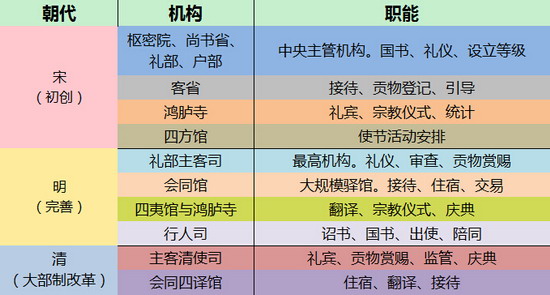 朝代 机构 职能
宋
（初创）
枢密院、尚书省、
礼部、户部
中央主管机构。国书、礼仪、设立等级
客省 接待、贡物登记、引导
鸿胪寺 礼宾、宗教仪式、统计
四方馆 使节活动安排
明
（完善）
礼部主客司 最高机构。礼仪、审查、贡物赏赐
会同馆 大规模驿馆。接待、住宿、交易
四夷馆与鸿胪寺 翻译、宗教仪式、庆典
行人司 诏书、国书、出使、陪同
清
（大部制改革）
主客清使司 礼宾、贡物赏赐、监管、庆典
会同四译馆 住宿、翻译、接待